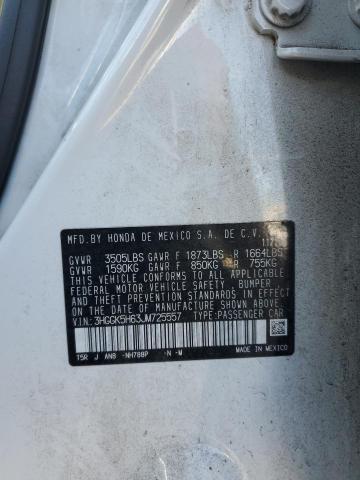 MFD.BY HONDA DE MEXICO S.A. DE C.V.
11/17
GVWR 3505LBS GAWR F 1873LBS R 1664LBS
GVWR 1590KG GAWR F 850KG R 755KG
THIS VEHICLE CONFORMS TO ALL APPLICABLE
FEDERAL MOTOR VEHICLE SAFETY, BUMPER
AND THEFT PREVENTION STANDARDS IN EFFECT
ON THE DATE OF MANUFACTURE SHOWN ABOVE.
V.I.N.: 3HGGK5H63JM725557 TYPE:PASSENGER CAR
T5R J ANB -NH788P -N -M MADE IN MEXICO